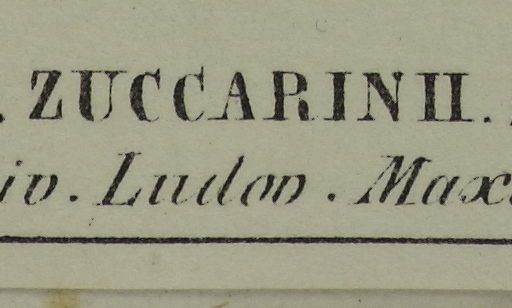 . ZUCCARINII.
iv. Ludov. Max